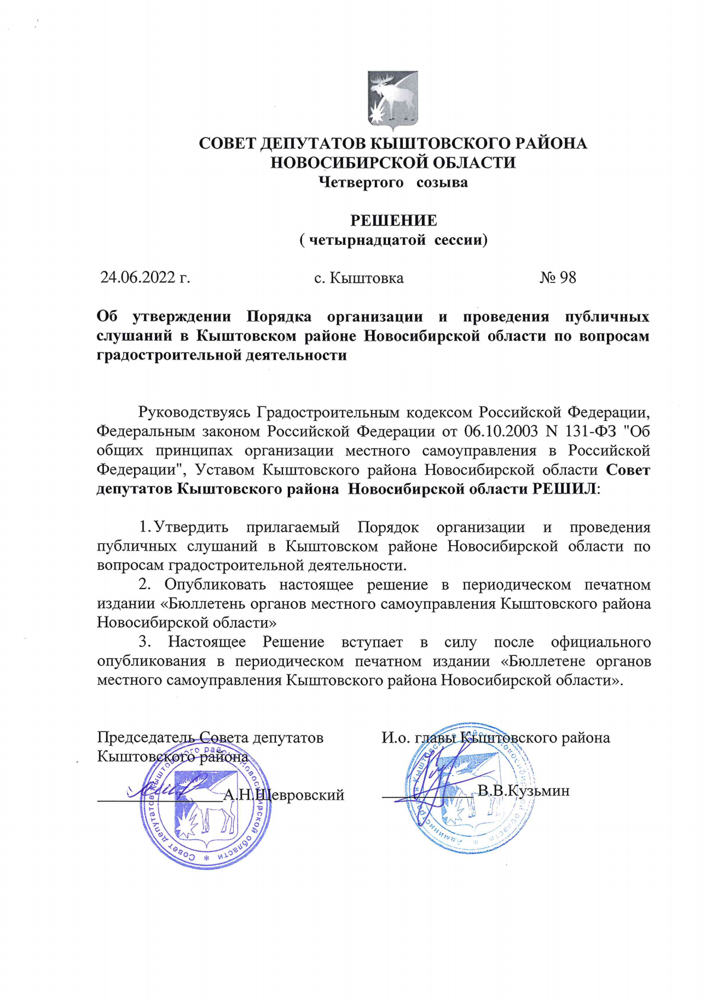 СОВЕТ ДЕПУТАТОВ КЫШТОВСКОГО РАЙОНА
НОВОСИБИРСКОЙ ОБЛАСТИ
Четвертого созыва
РЕШЕНИЕ
( четырнадцатой сессии)
24.06.2022 г. с. Кыштовка № 98
Об утверждении Порядка организации и проведения публичных
слушаний в Кыштовском районе Новосибирской области по вопросам
градостроительной деятельности
Руководствуясь Градостроительным кодексом Российской Федерации,
Федеральным законом Российской Федерации от 06.10.2003 N 131-ФЗ "Об
общих принципах организации местного самоуправления в Российской
Федерации", Уставом Кыштовского района Новосибирской области Совет
депутатов Кыштовского района Новосибирской области РЕШИЛ:
1. Утвердить прилагаемый Порядок организации и проведения
публичных слушаний в Кыштовском районе Новосибирской области по
вопросам градостроительной деятельности.
2. Опубликовать настоящее решение в периодическом печатном
издании «Бюллетень органов местного самоуправления Кыштовского района
Новосибирской области»
3. Настоящее Решение вступает в силу после официального
опубликования в периодическом печатном издании «Бюллетене органов
местного самоуправления Кыштовского района Новосибирской области».
Председатель Совета депутатов
Кыштовского района
А.Н.Щевровский
И.о. главы Кыштовского района
В.В.Кузьмин
Совет депутатов Кыштовского района Новосибирской области *
Администрация Кыштовского района Новосибирской области *